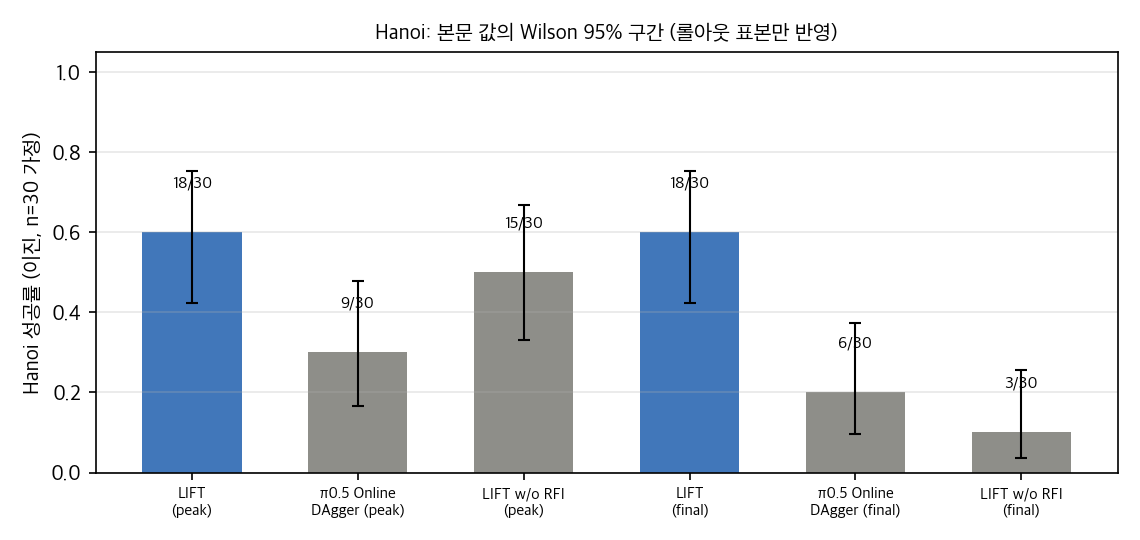 Hanoi: 본문 값의 Wilson 95% 구간 (롤아웃 표본만 반영)
Hanoi 성공률 (이진, n=30 가정)
1.0
0.8
0.6
0.4
0.2
0.0
18/30
9/30
15/30
18/30
6/30
3/30
LIFT
(peak)
π0.5 Online
DAgger (peak)
LIFT w/o RFI
(peak)
LIFT
(final)
π0.5 Online
DAgger (final)
LIFT w/o RFI
(final)